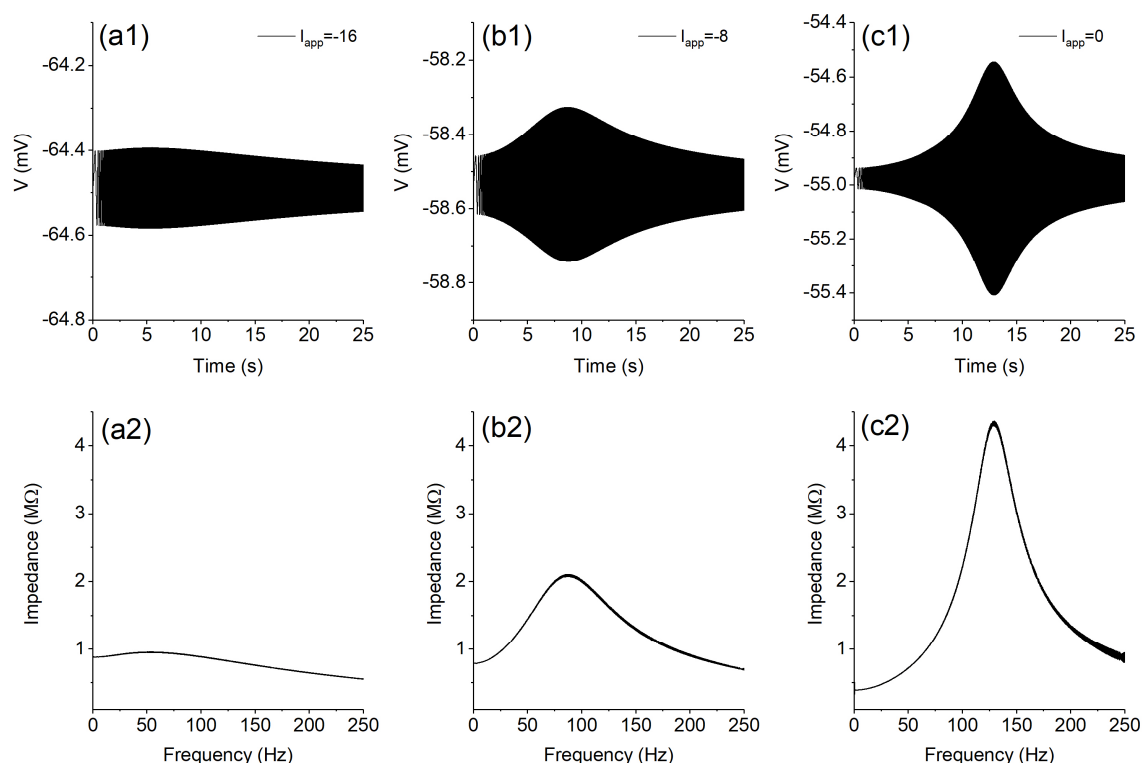 (a1)
I_app=-16
-64.2
-64.4
-64.6
-64.8
V (mV)
0 5 10 15 20 25
Time (s)
(b1)
I_app=-8
-58.2
-58.4
-58.6
-58.8
V (mV)
0 5 10 15 20 25
Time (s)
(c1)
I_app=0
-54.4
-54.6
-54.8
-55.0
-55.2
-55.4
V (mV)
0 5 10 15 20 25
Time (s)
(a2)
4
3
2
1
Impedance (MΩ)
0 50 100 150 200 250
Frequency (Hz)
(b2)
4
3
2
1
Impedance (MΩ)
0 50 100 150 200 250
Frequency (Hz)
(c2)
4
3
2
1
Impedance (MΩ)
0 50 100 150 200 250
Frequency (Hz)